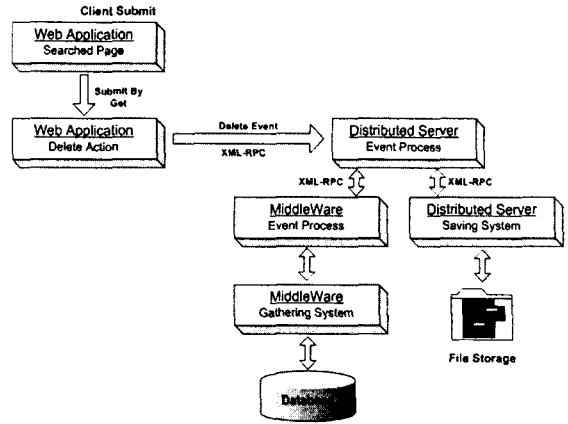 Client Submit
Web Application
Searched Page
Submit By
Get
Web Application
Delete Action
Delete Event
XML-RPC
Distributed Server
Event Process
XML-RPC
XML-RPC
MiddleWare
Event Process
Distributed Server
Saving System
MiddleWare
Gathering System
File Storage